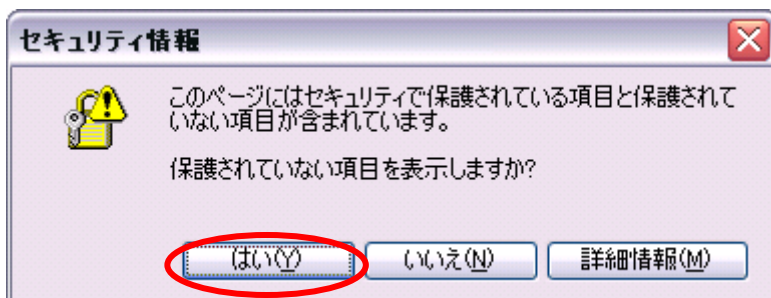 セキュリティ情報
このページにはセキュリティで保護されている項目と保護されて
いない項目が含まれています。
保護されていない項目を表示しますか?
はい(Y) いいえ(N) 詳細情報(M)